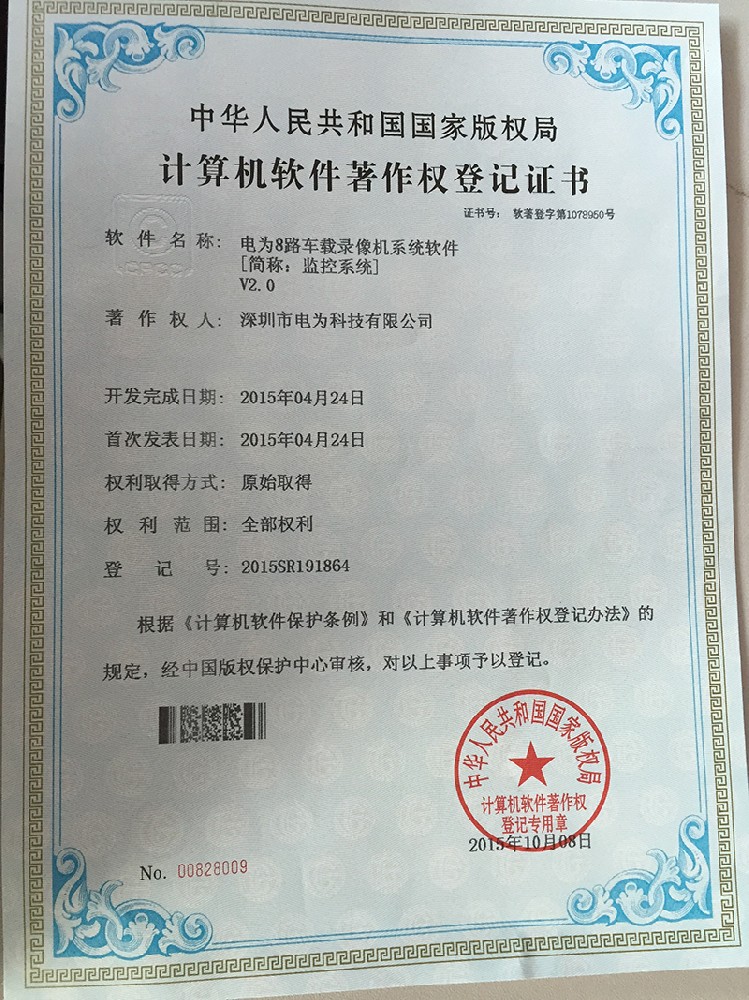 中华人民共和国国家版权局
计算机软件著作权登记证书
证书号： 软著登字第1078950号
软件名称： 电为8路车载录像机系统软件
[简称：监控系统]
V2.0
著作权人： 深圳市电为科技有限公司
开发完成日期： 2015年04月24日
首次发表日期： 2015年04月24日
权利取得方式： 原始取得
权利范围： 全部权利
登记号： 2015SR191864
根据《计算机软件保护条例》和《计算机软件著作权登记办法》的
规定，经中国版权保护中心审核，对以上事项予以登记。
中华人民共和国国家版权局
计算机软件著作权
登记专用章
2015年10月08日
No. 00828009
CPCC